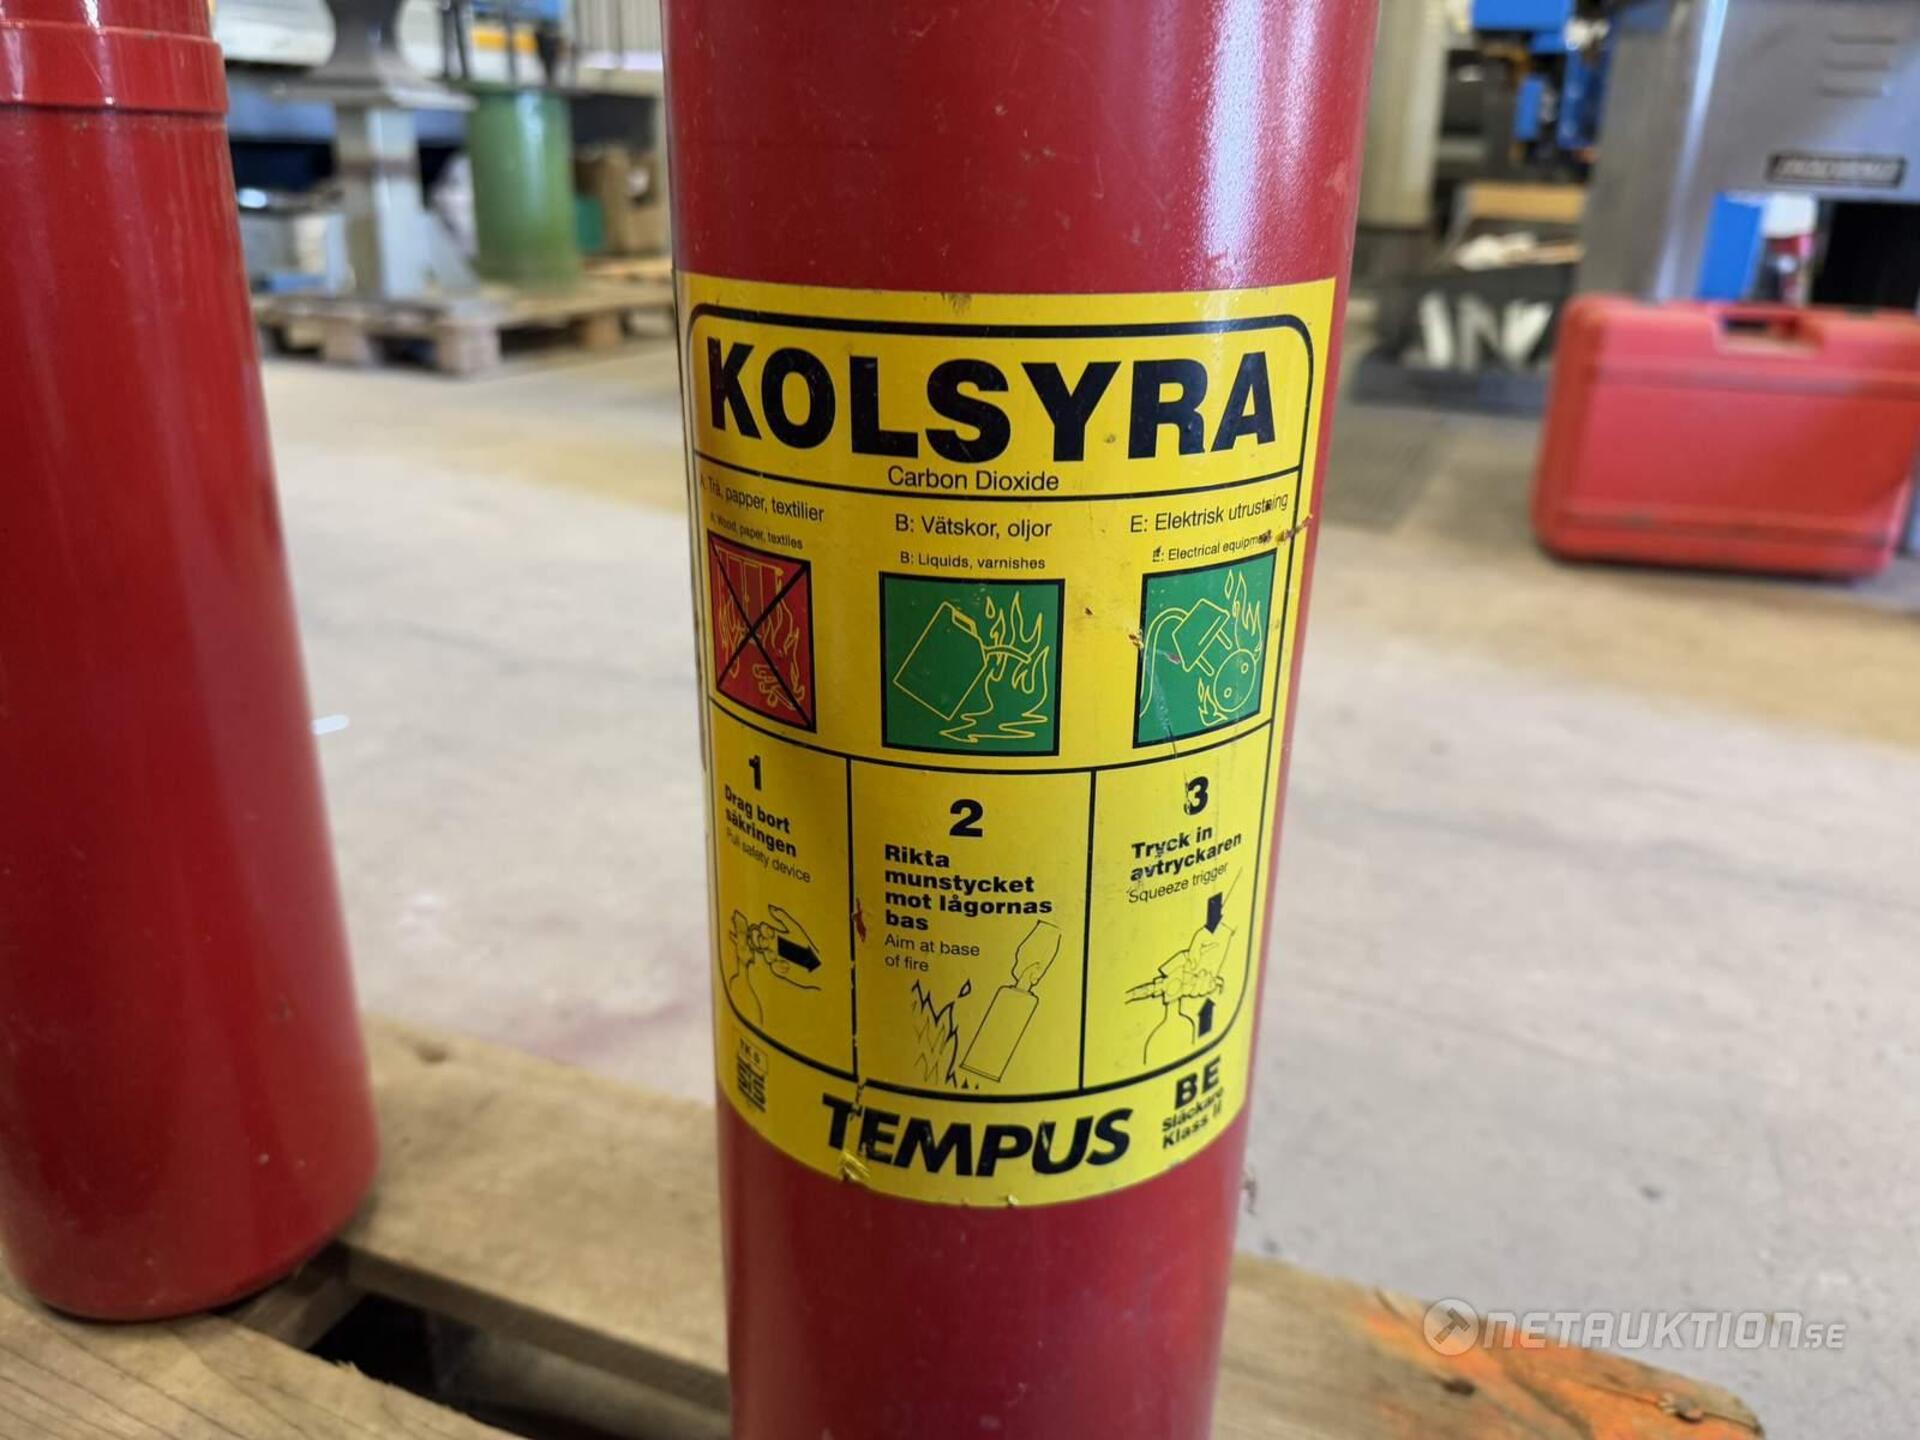 KOLSYRA
Carbon Dioxide
A: Trä, papper, textilier
A: Wood, paper, textiles
B: Vätskor, oljor
B: Liquids, varnishes
E: Elektrisk utrustning
E: Electrical equipment
1
Drag bort
säkringen
Pull safety device
2
Rikta
munstycket
mot lågornas
bas
Aim at base
of fire
3
Tryck in
avtryckaren
Squeeze trigger
TK 5
TEMPUS
BE
Släckare
Klass II
NETAUKTION.SE